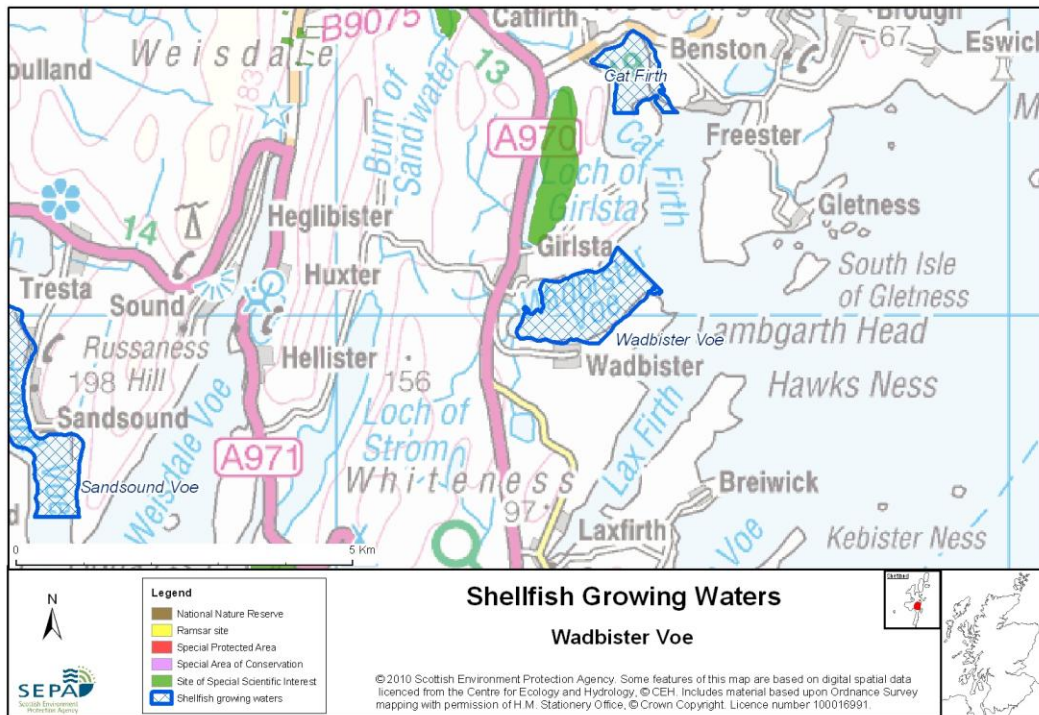 B9075
Catfirth
Brough
Weisdale
13
Benston
67
Eswick
oulland
183
Cat Firth
Burn of
Sandwater
A970
Freester
M
Cat
Firth
Loch of
Girlsta
14
Heglibister
Gletness
Girlsta
Tresta
Huxter
South Isle
of Gletness
Sound
Wadbister
Voe
Lambgarth Head
Russaness
Hill
Hellister
Wadbister Voe
Wadbister
198
156
Hawks Ness
Sandsound
Loch of
Strom
Lax Firth
A971
Whiteness
Breiwick
Sandsound Voe
Voe
Weisdale Voe
97
d
Laxfirth
Voe
Kebister Ness
0
5 Km
N
SEPA
Scottish Environment
Protection Agency
Legend
National Nature Reserve
Ramsar site
Special Protected Area
Special Area of Conservation
Site of Special Scientific Interest
Shellfish growing waters
Shellfish Growing Waters
Wadbister Voe
© 2010 Scottish Environment Protection Agency. Some features of this map are based on digital spatial data
licenced from the Centre for Ecology and Hydrology, © CEH. Includes material based upon Ordnance Survey
mapping with permission of H.M. Stationery Office, © Crown Copyright. Licence number 100016991.